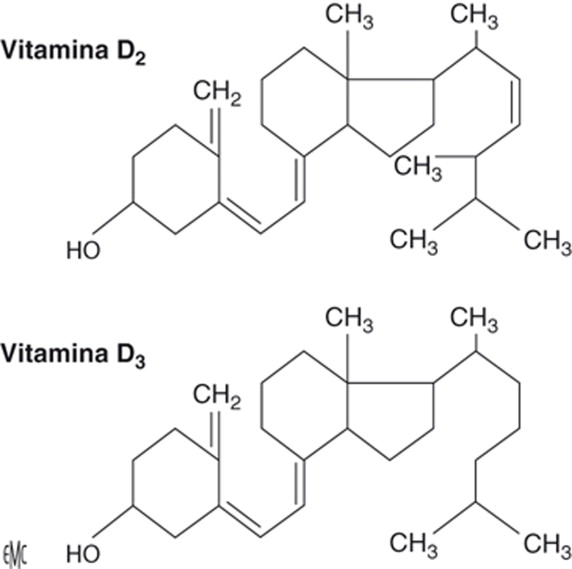 CH₃ CH₃
Vitamina D₂
CH₂
CH₃
HO
CH₃ CH₃
CH₃ CH₃
Vitamina D₃
CH₂
EMC HO CH₃ CH₃